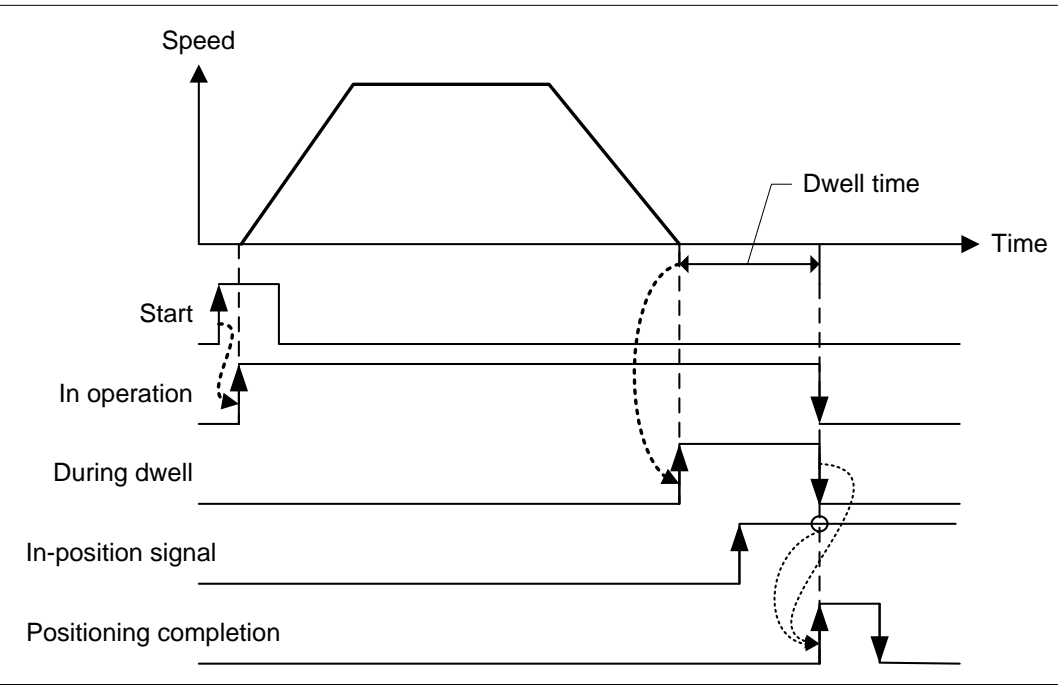 Speed
Dwell time
Time
Start
In operation
During dwell
In-position signal
Positioning completion